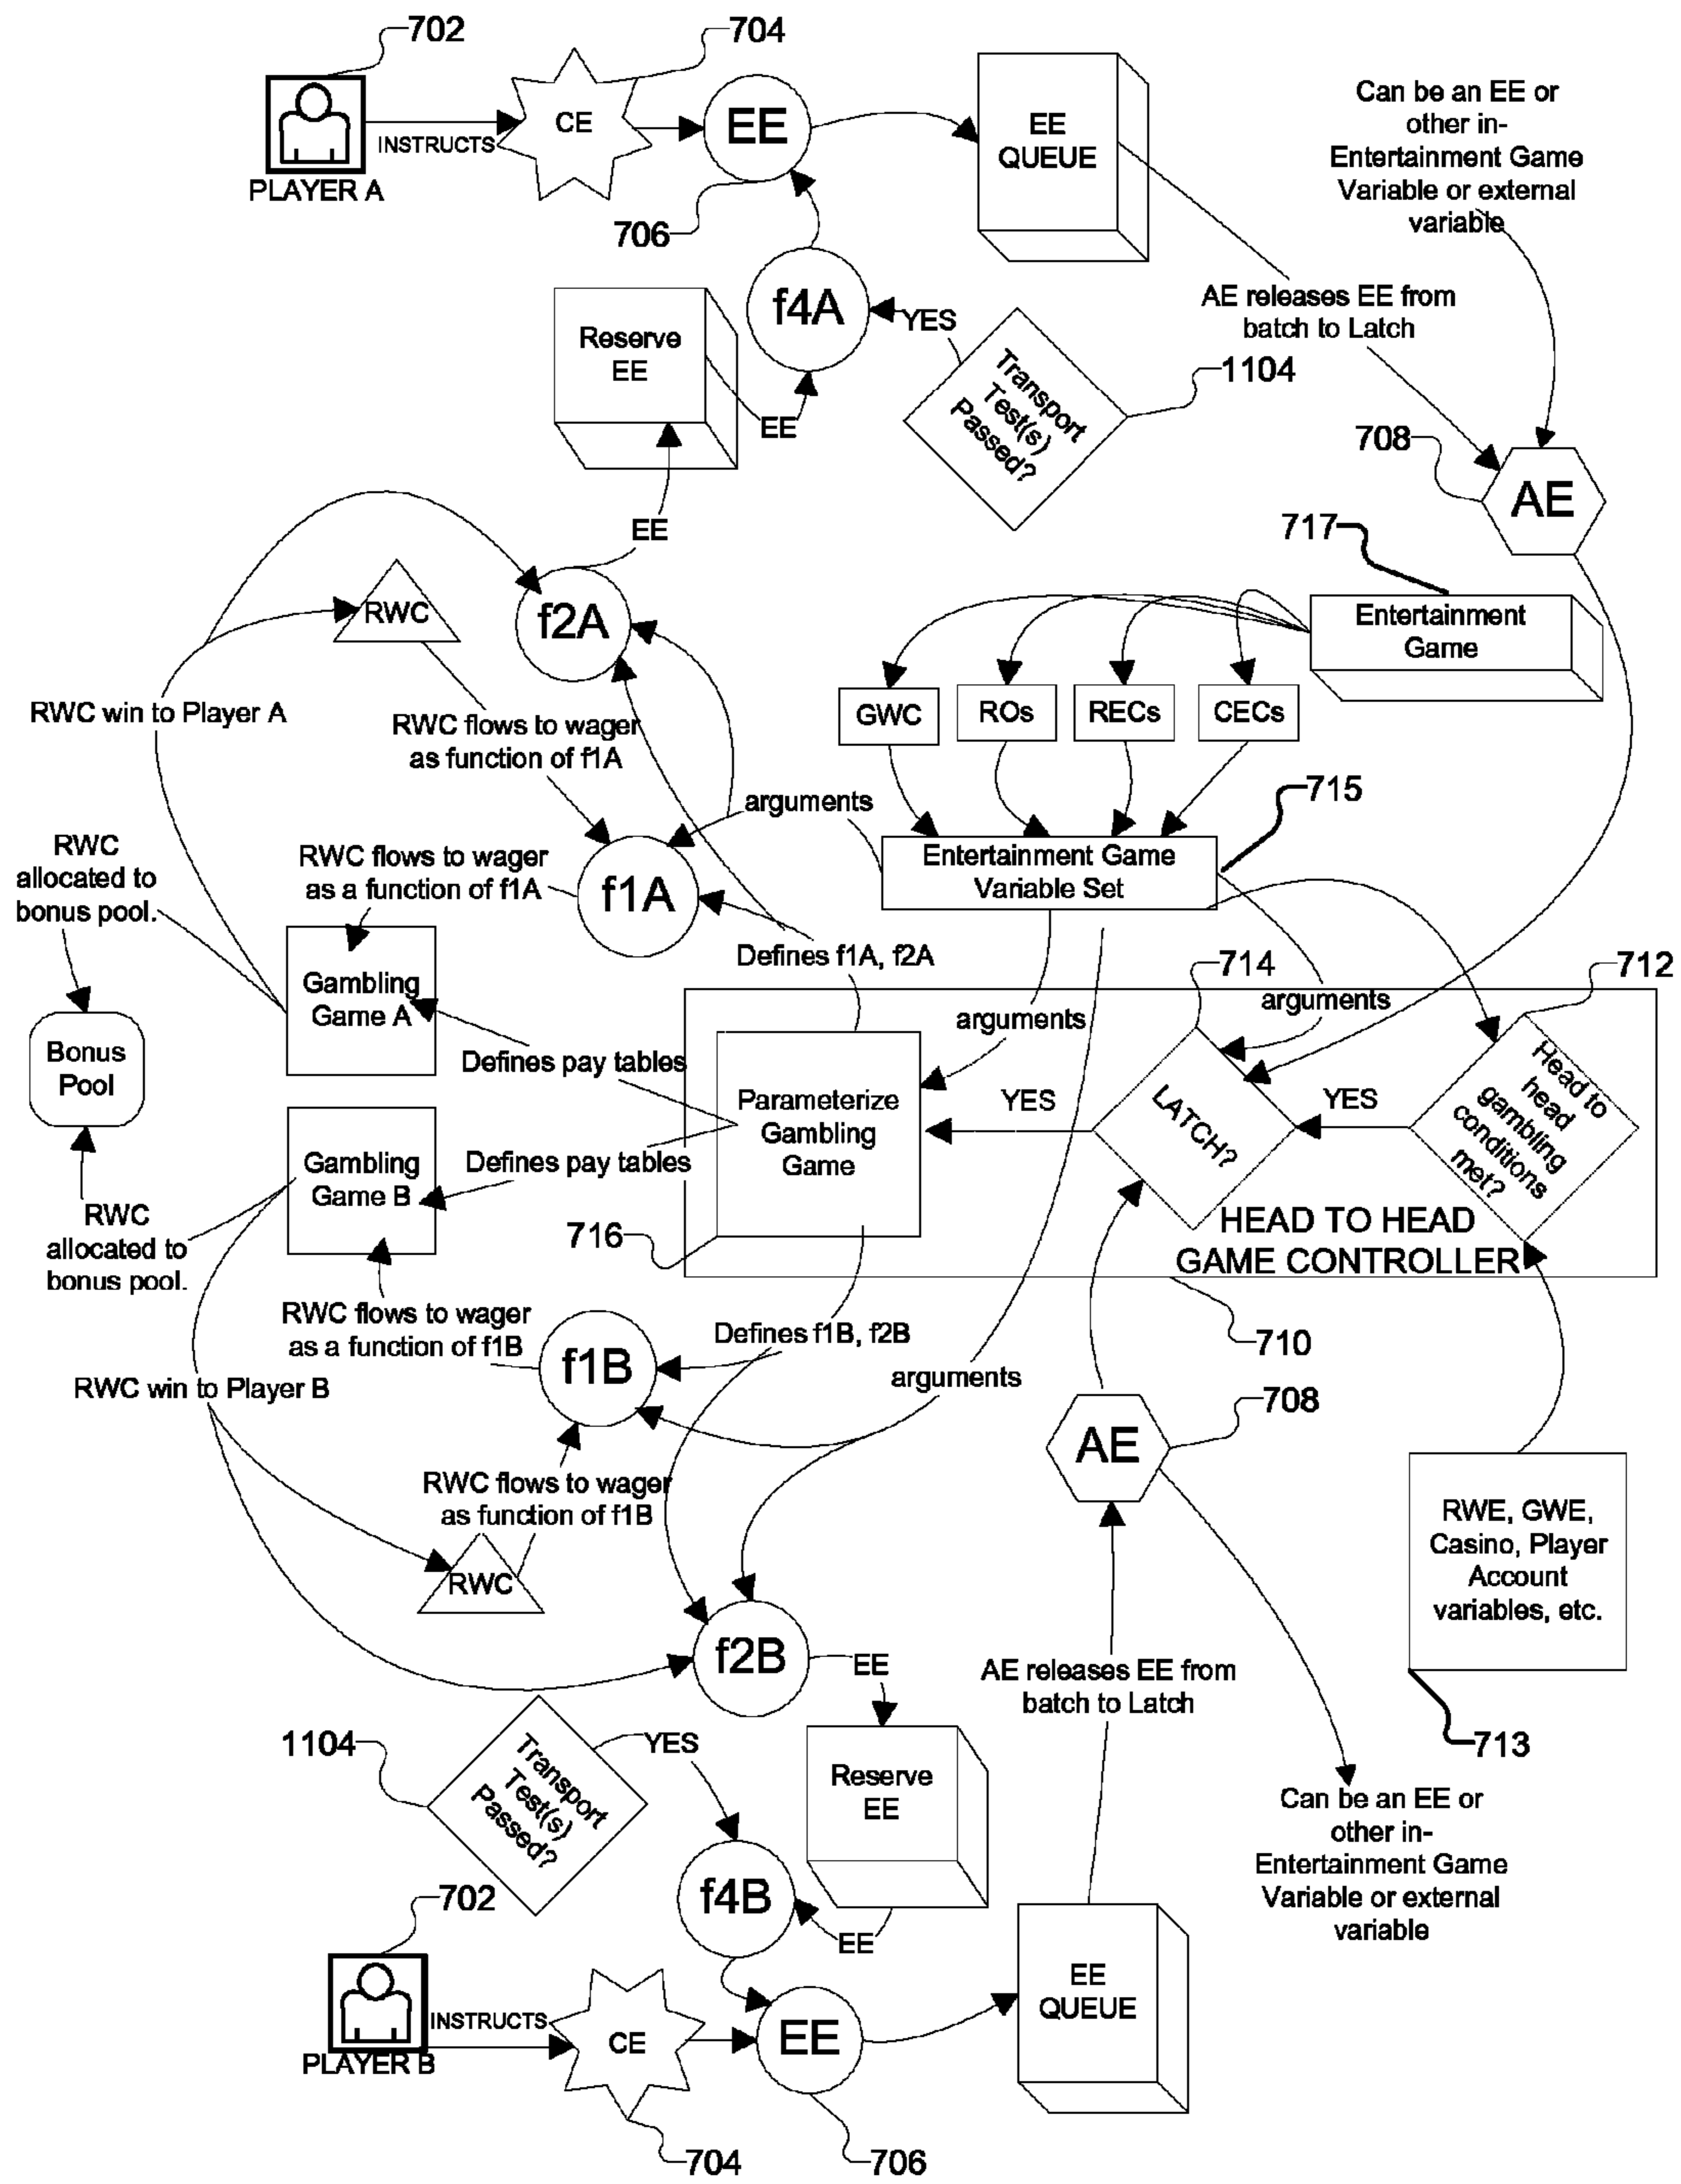 702
704
PLAYER A
INSTRUCTS
CE
EE
706
EE
QUEUE
Can be an EE or
other in-
Entertainment Game
Variable or external
variable
f4A
YES
Reserve
EE
EE
Transport
Test(s)
Passed?
1104
AE releases EE from
batch to Latch
708
AE
EE
717
Entertainment
Game
RWC
f2A
GWC
ROs
RECs
CECs
RWC win to Player A
RWC flows to wager
as function of f1A
arguments
715
Entertainment Game
Variable Set
RWC
allocated to
bonus pool.
RWC flows to wager
as a function of f1A
f1A
Defines f1A, f2A
714
712
arguments
arguments
Gambling
Game A
Bonus
Pool
Defines pay tables
Parameterize
Gambling
Game
YES
LATCH?
YES
Head to
head
gambling
conditions
met?
Gambling
Game B
Defines pay tables
716
HEAD TO HEAD
GAME CONTROLLER
RWC
allocated to
bonus pool.
RWC flows to wager
as a function of f1B
f1B
Defines f1B, f2B
710
arguments
RWC win to Player B
708
AE
RWC flows to wager
as function of f1B
RWC
RWE, GWE,
Casino, Player
Account
variables, etc.
f2B
EE
AE releases EE from
batch to Latch
713
1104
Transport
Test(s)
Passed?
YES
Reserve
EE
Can be an EE or
other in-
Entertainment Game
Variable or external
variable
f4B
EE
702
PLAYER B
INSTRUCTS
CE
EE
EE
QUEUE
704
706